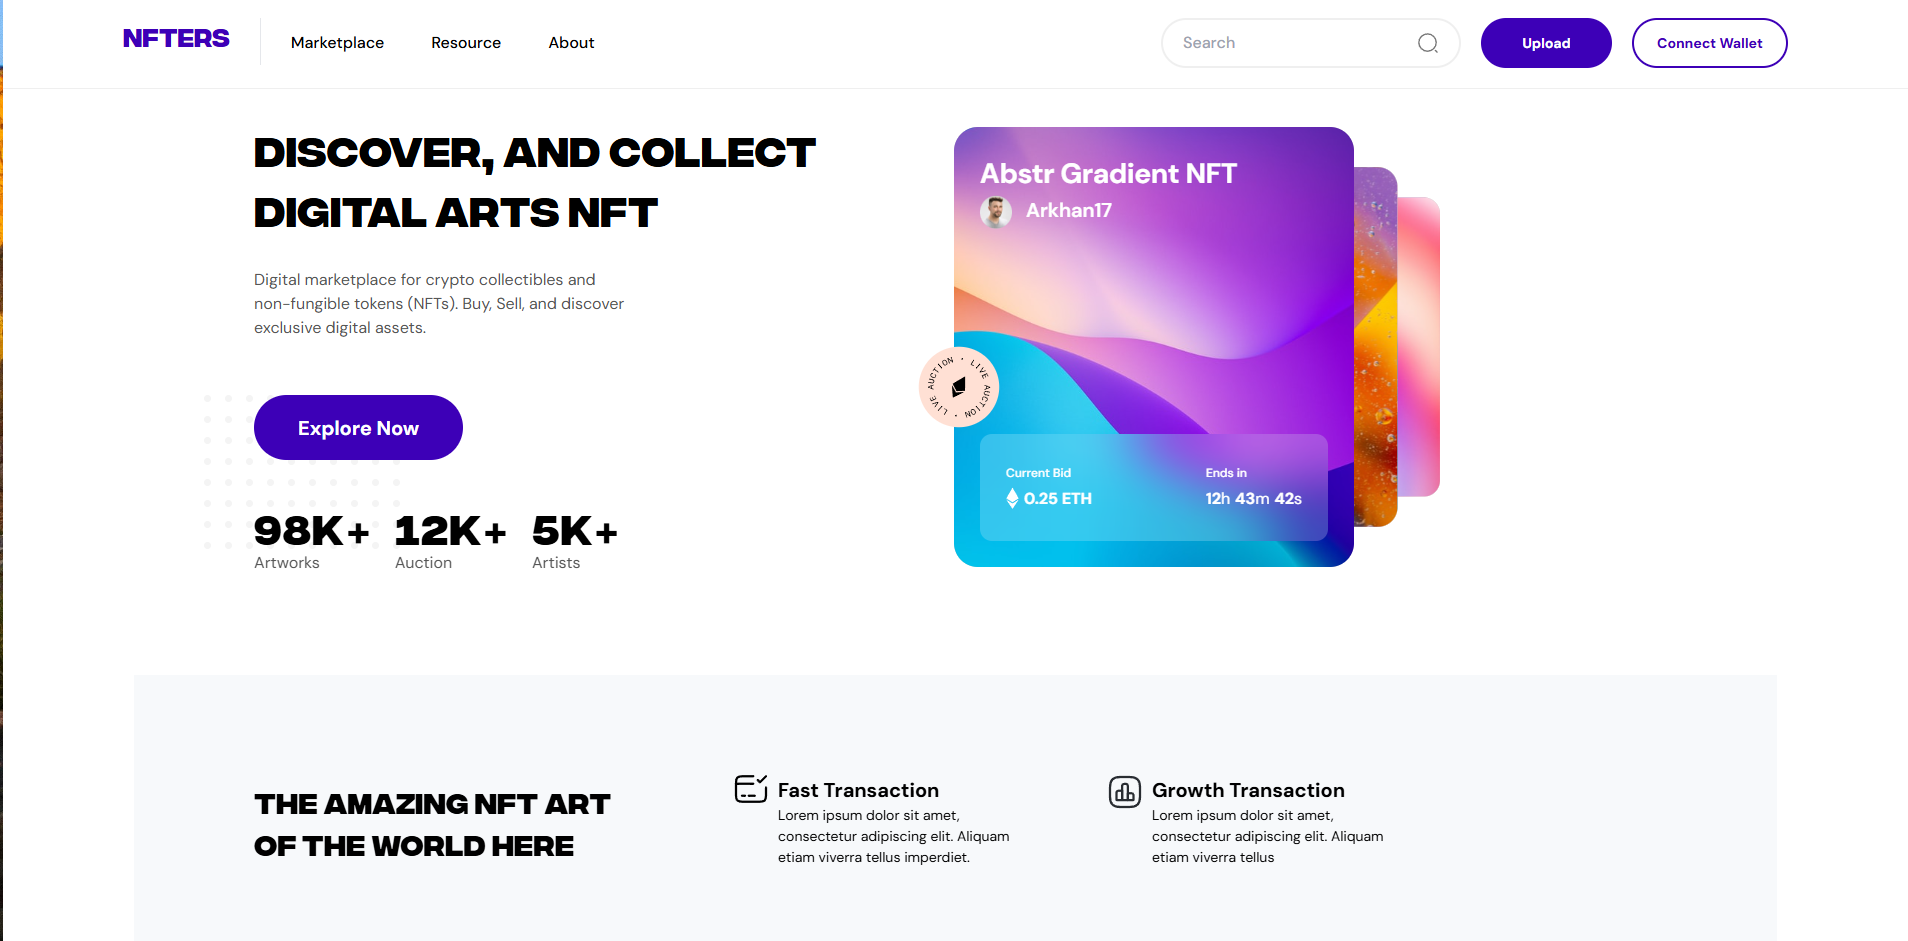 NFTERS
Marketplace
Resource
About
Search
Upload
Connect Wallet
DISCOVER, AND COLLECT
DIGITAL ARTS NFT
Digital marketplace for crypto collectibles and
non-fungible tokens (NFTs). Buy, Sell, and discover
exclusive digital assets.
Explore Now
98K+
Artworks
12K+
Auction
5K+
Artists
Abstr Gradient NFT
Arkhan17
LIVE AUCTION • LIVE AUCTION •
Current Bid
0.25 ETH
Ends in
12h 43m 42s
THE AMAZING NFT ART
OF THE WORLD HERE
Fast Transaction
Lorem ipsum dolor sit amet,
consectetur adipiscing elit. Aliquam
etiam viverra tellus imperdiet.
Growth Transaction
Lorem ipsum dolor sit amet,
consectetur adipiscing elit. Aliquam
etiam viverra tellus